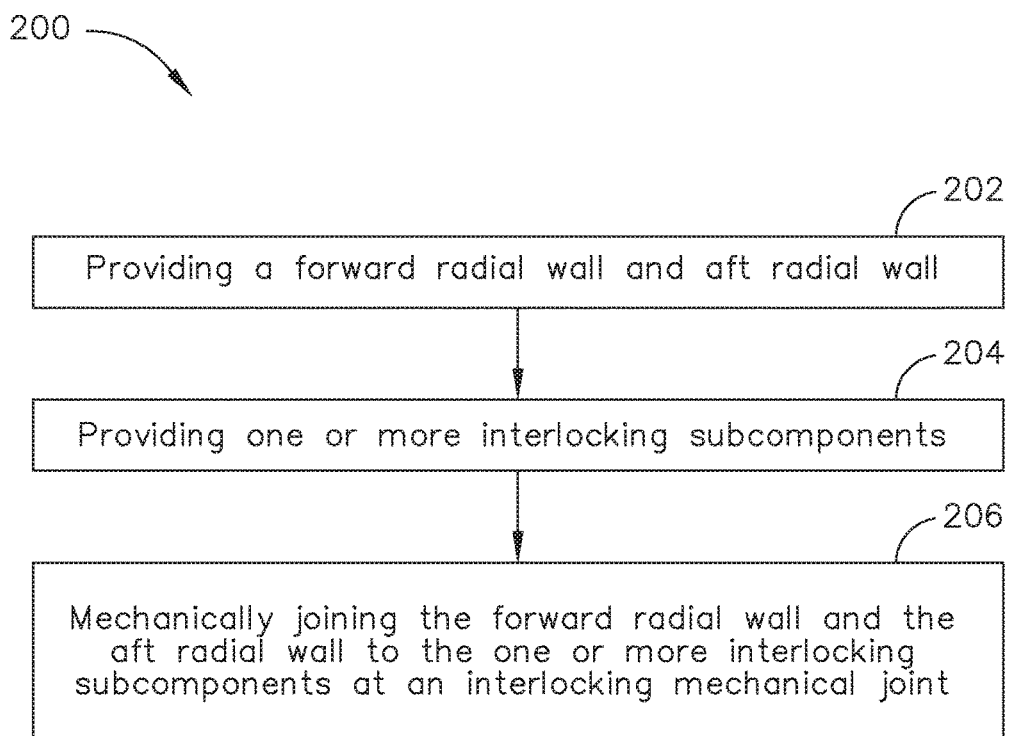 200
202
Providing a forward radial wall and aft radial wall
204
Providing one or more interlocking subcomponents
206
Mechanically joining the forward radial wall and the
aft radial wall to the one or more interlocking
subcomponents at an interlocking mechanical joint